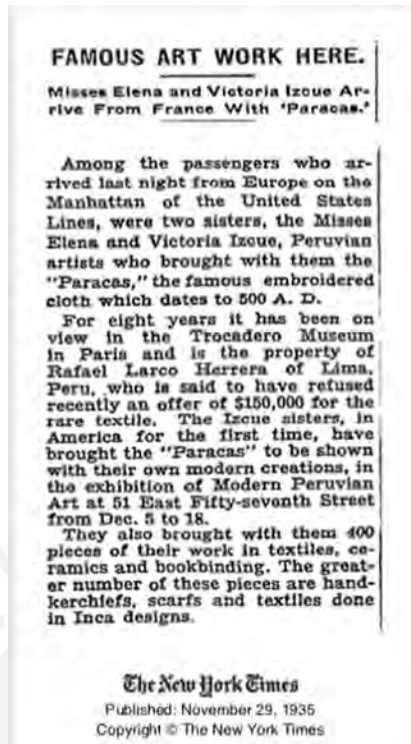 FAMOUS ART WORK HERE.
Misses Elena and Victoria Izcue Ar-
rive From France With 'Paracas.'
Among the passengers who ar-
rived last night from Europe on the
Manhattan of the United States
Lines, were two sisters, the Misses
Elena and Victoria Izcue, Peruvian
artists who brought with them the
"Paracas," the famous embroidered
cloth which dates to 500 A. D.
For eight years it has been on
view in the Trocadero Museum
in Paris and is the property of
Rafael Larco Herrera of Lima,
Peru, who is said to have refused
recently an offer of $150,000 for the
rare textile. The Izcue sisters, in
America for the first time, have
brought the "Paracas" to be shown
with their own modern creations, in
the exhibition of Modern Peruvian
Art at 51 East Fifty-seventh Street
from Dec. 5 to 18.
They also brought with them 400
pieces of their work in textiles, ce-
ramics and bookbinding. The great-
er number of these pieces are hand-
kerchiefs, scarfs and textiles done
in Inca designs.
The New York Times
Published: November 29, 1935
Copyright © The New York Times